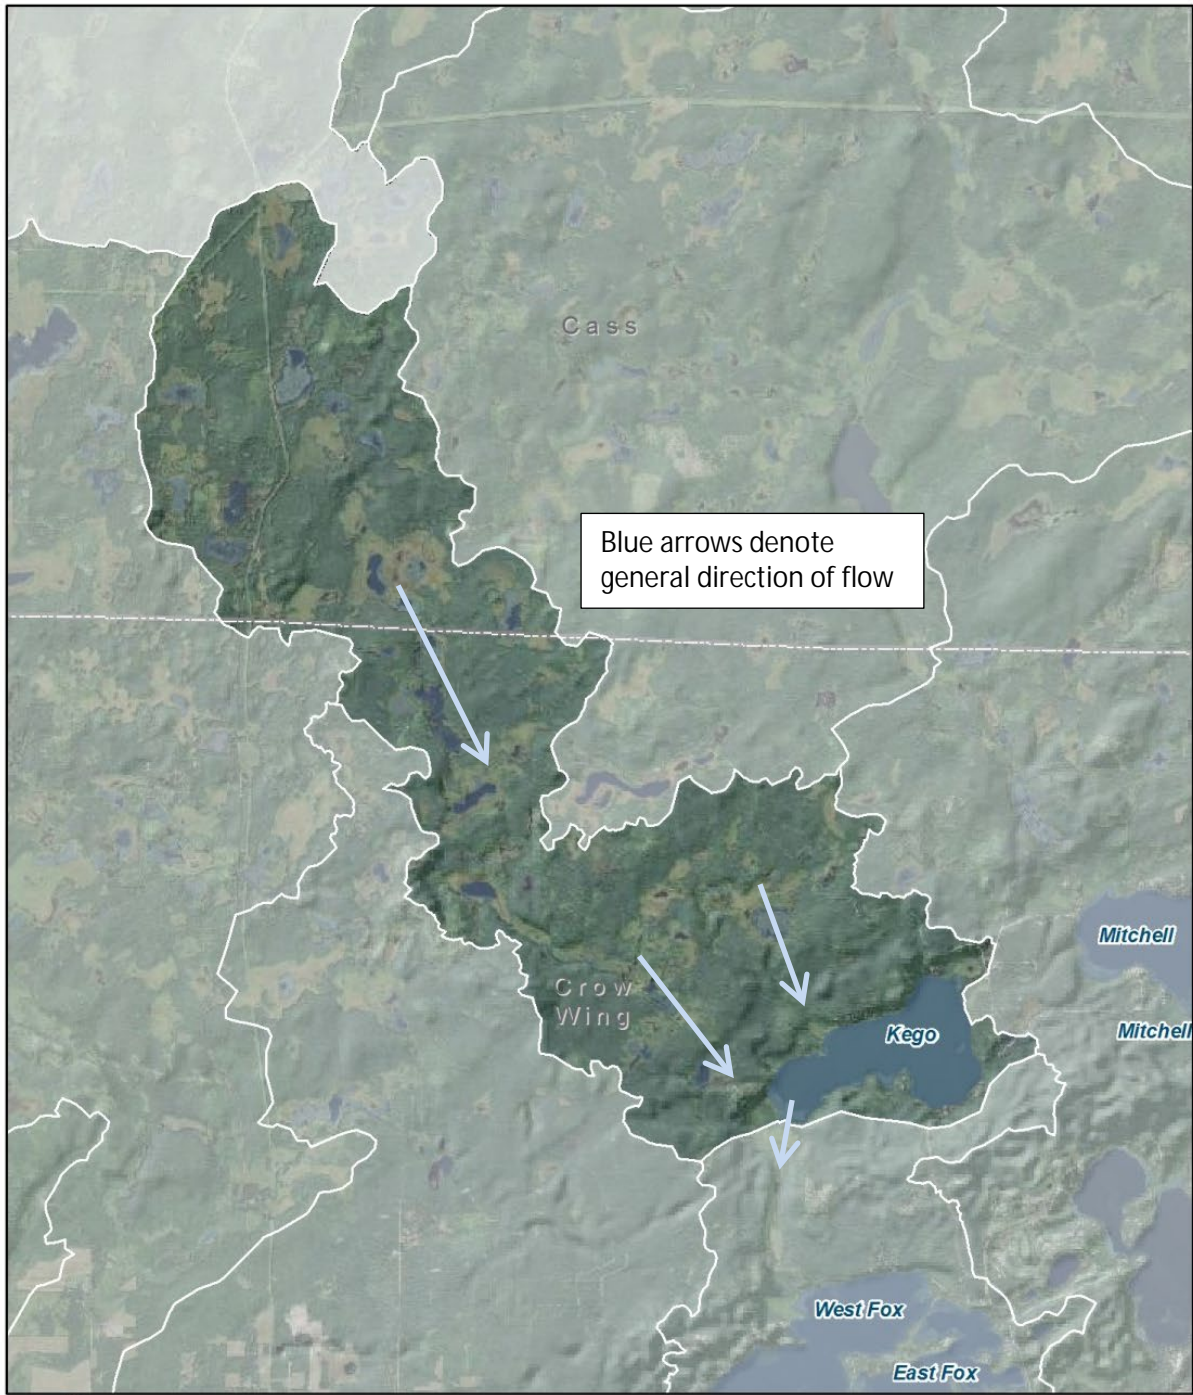 Cass
Blue arrows denote
general direction of flow
Mitchell
Crow
Wing
Kego
Mitchell
West Fox
East Fox